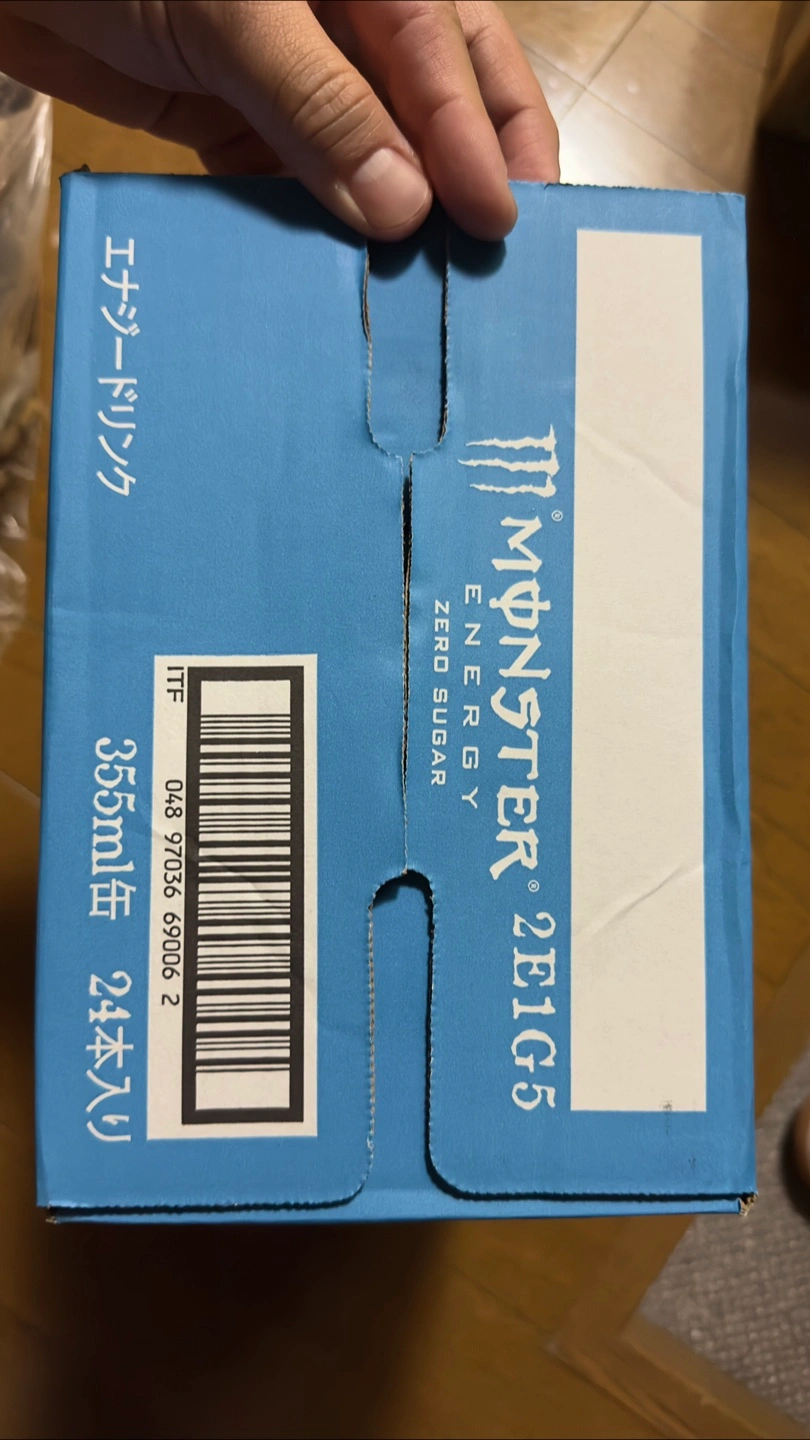 MONSTER 2E1G5
ENERGY
ZERO SUGAR
ITF 048 97036 69006 2
エナジードリンク 355ml缶 24本入り